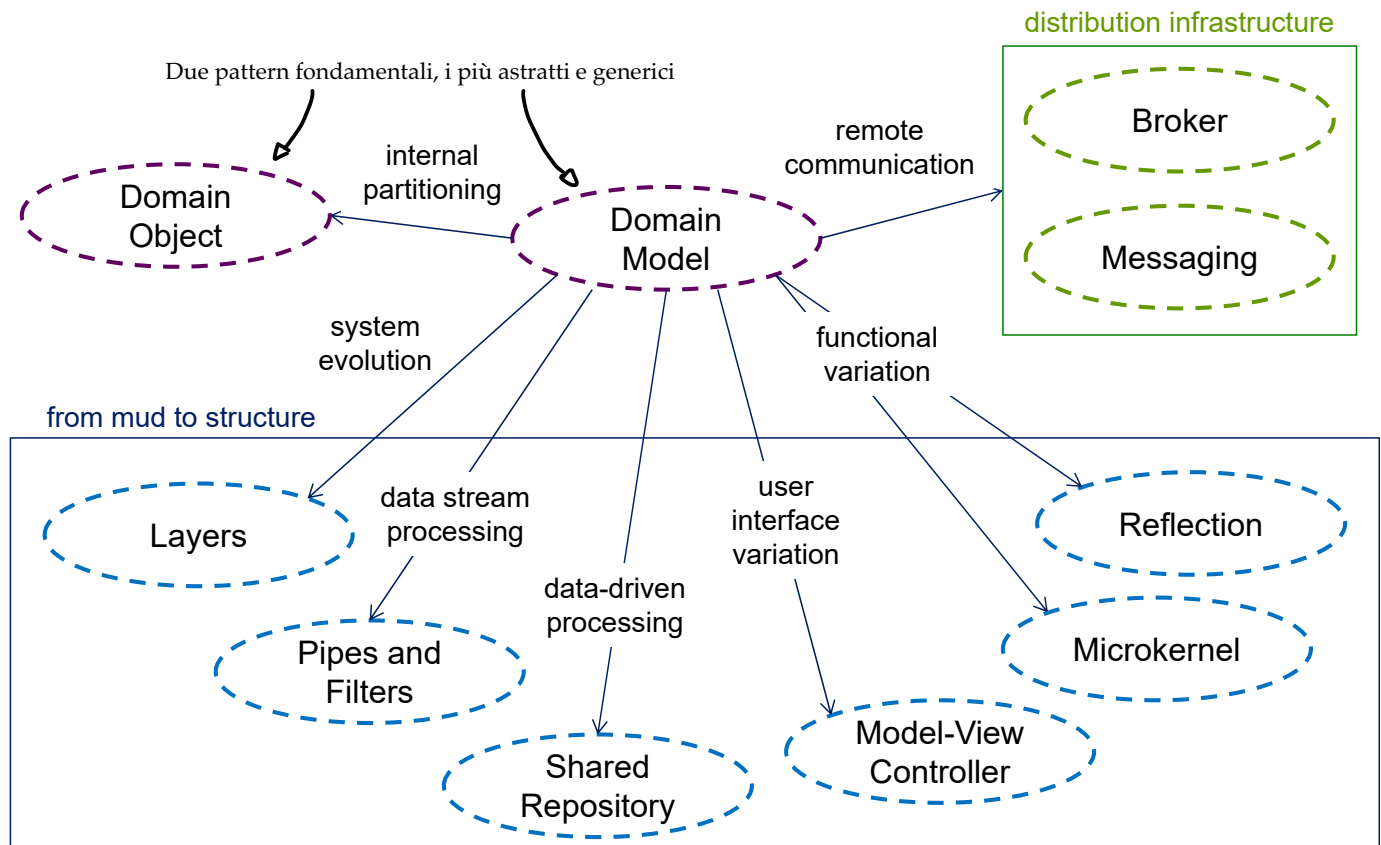 distribution infrastructure
Due pattern fondamentali, i più astratti e generici
Broker
remote
communication
internal
partitioning
Domain
Object
Domain
Model
Messaging
system
evolution
functional
variation
from mud to structure
Layers
data stream
processing
user
interface
variation
Reflection
data-driven
processing
Pipes and
Filters
Microkernel
Model-View
Controller
Shared
Repository